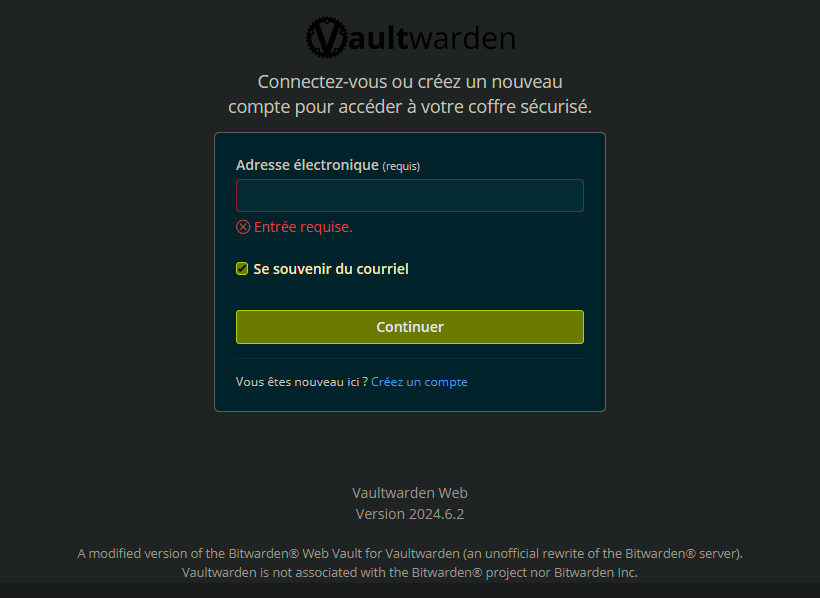 Vaultwarden
Connectez-vous ou créez un nouveau
compte pour accéder à votre coffre sécurisé.
Adresse électronique (requis)
Entrée requise.
Se souvenir du courriel
Continuer
Vous êtes nouveau ici ? Créez un compte
Vaultwarden Web
Version 2024.6.2
A modified version of the Bitwarden® Web Vault for Vaultwarden (an unofficial rewrite of the Bitwarden® server).
Vaultwarden is not associated with the Bitwarden® project nor Bitwarden Inc.